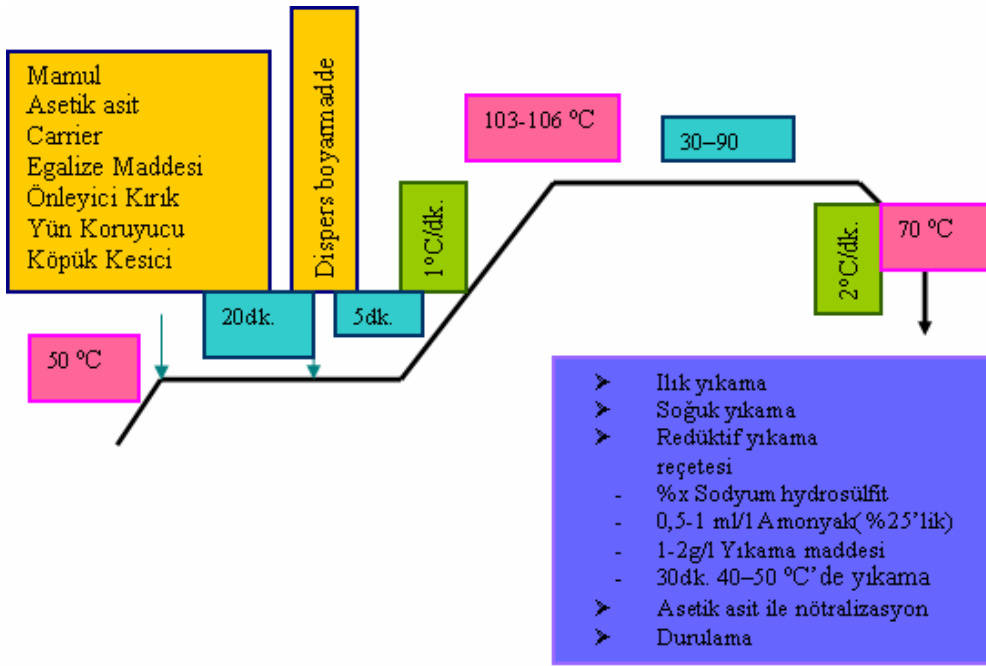 Mamul
Asetik asit
Carrier
Egalize Maddesi
Önleyici Kırık
Yün Koruyucu
Köpük Kesici
Dispers boyarmadde
50 ºC
20dk.
5dk.
1ºC/dk.
103-106 ºC
30–90
2ºC/dk.
70 ºC
➤ Ilık yıkama
➤ Soğuk yıkama
➤ Redüktif yıkama
reçetesi
- %x Sodyum hydrosülfit
- 0,5-1 ml/l Amonyak( %25’lik)
- 1-2g/l Yıkama maddesi
- 30dk. 40–50 ºC’ de yıkama
➤ Asetik asit ile nötralizasyon
➤ Durulama